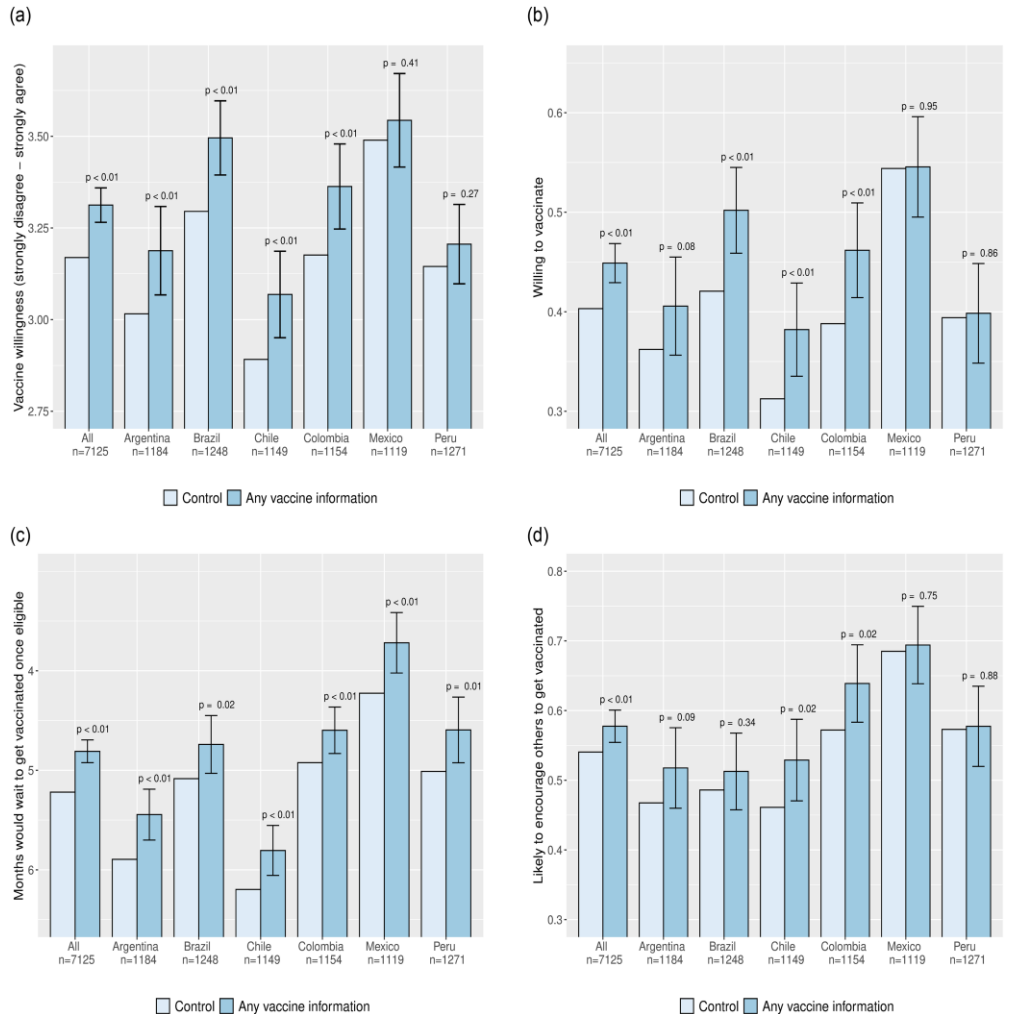 (a)
Vaccine willingness (strongly disagree – strongly agree)
3.50
3.25
3.00
2.75
p < 0.01
p < 0.01
p < 0.01
p < 0.01
p < 0.01
p = 0.41
p = 0.27
All Argentina Brazil Chile Colombia Mexico Peru
n=7125 n=1184 n=1248 n=1149 n=1154 n=1119 n=1271
Control Any vaccine information
(b)
Willing to vaccinate
0.6
0.5
0.4
0.3
p < 0.01
p = 0.08
p < 0.01
p < 0.01
p < 0.01
p = 0.95
p = 0.86
All Argentina Brazil Chile Colombia Mexico Peru
n=7125 n=1184 n=1248 n=1149 n=1154 n=1119 n=1271
Control Any vaccine information
(c)
Months would wait to get vaccinated once eligible
4
5
6
p < 0.01
p < 0.01
p = 0.02
p < 0.01
p < 0.01
p < 0.01
p = 0.01
All Argentina Brazil Chile Colombia Mexico Peru
n=7125 n=1184 n=1248 n=1149 n=1154 n=1119 n=1271
Control Any vaccine information
(d)
Likely to encourage others to get vaccinated
0.8
0.7
0.6
0.5
0.4
0.3
p < 0.01
p = 0.09
p = 0.34
p = 0.02
p = 0.02
p = 0.75
p = 0.88
All Argentina Brazil Chile Colombia Mexico Peru
n=7125 n=1184 n=1248 n=1149 n=1154 n=1119 n=1271
Control Any vaccine information